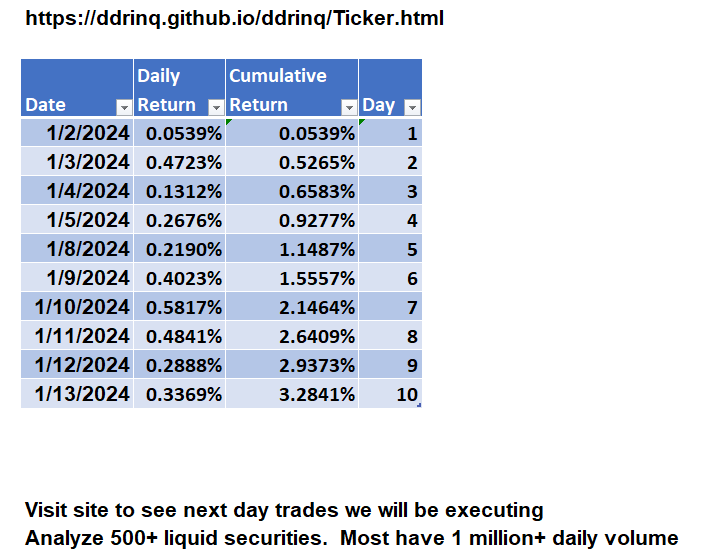 https://ddrinq.github.io/ddrinq/Ticker.html
Daily Cumulative
Date Return Return Day
1/2/2024 0.0539% 0.0539% 1
1/3/2024 0.4723% 0.5265% 2
1/4/2024 0.1312% 0.6583% 3
1/5/2024 0.2676% 0.9277% 4
1/8/2024 0.2190% 1.1487% 5
1/9/2024 0.4023% 1.5557% 6
1/10/2024 0.5817% 2.1464% 7
1/11/2024 0.4841% 2.6409% 8
1/12/2024 0.2888% 2.9373% 9
1/13/2024 0.3369% 3.2841% 10
Visit site to see next day trades we will be executing
Analyze 500+ liquid securities.  Most have 1 million+ daily volume